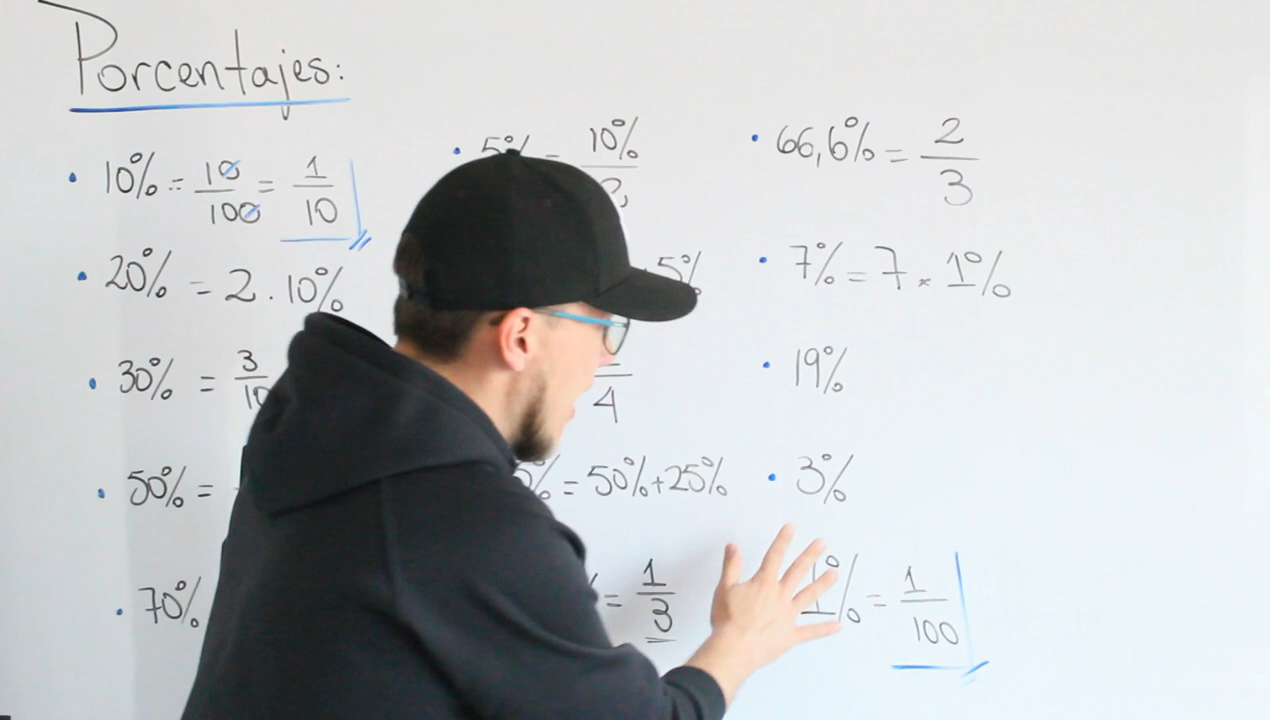 Porcentajes:
• 10% = 10/100 = 1/10
• 20% = 2 . 10%
• 30% = 3/10
• 50% =
• 70%
• 5% = 10%/2
5%
4
% = 50% + 25%
= 1/3
• 66,6% = 2/3
• 7% = 7 × 1%
• 19%
• 3%
1% = 1/100